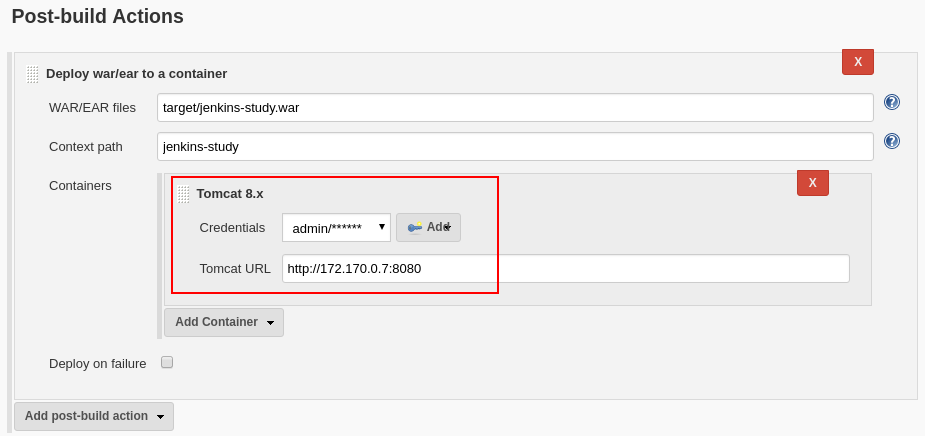 Post-build Actions
X
Deploy war/ear to a container
WAR/EAR files target/jenkins-study.war ?
Context path jenkins-study ?
Containers
X
Tomcat 8.x
Credentials admin/****** Add
Tomcat URL http://172.170.0.7:8080
Add Container
Deploy on failure
Add post-build action